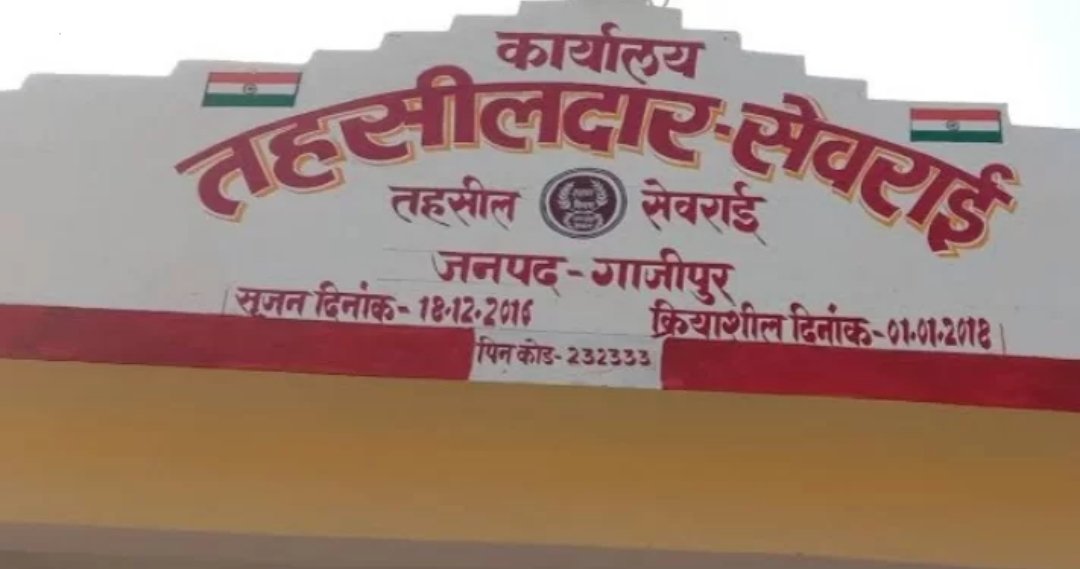 कार्यालय
तहसीलदार-सेवराई
तहसील सेवराई
जनपद-गाजीपुर
सृजन दिनांक-18.12.2016 क्रियाशील दिनांक-01.01.2018
पिन कोड-232333